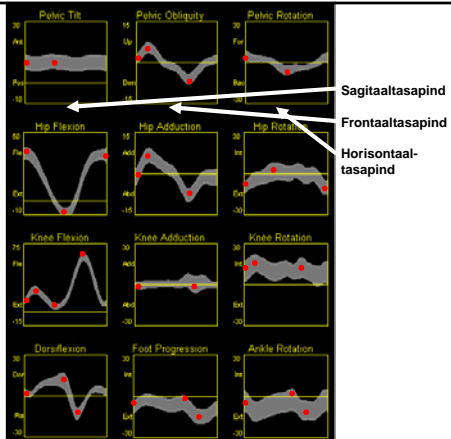 Pelvic Tilt
30
Ant
Pos
-10
Pelvic Obliquity
15
Up
Dwn
15
Pelvic Rotation
30
For
Bac
30
Sagitaaltasapind
Frontaaltasapind
Horisontaal-
tasapind
Hip Flexion
50
Fle
Ext
-10
Hip Adduction
15
Add
Abd
-15
Hip Rotation
30
Int
Ext
-30
Knee Flexion
75
Fle
Ext
-15
Knee Adduction
30
Add
Abd
-30
Knee Rotation
30
Int
Ext
-30
Dorsiflexion
30
Dor
Pla
-30
Foot Progression
30
Int
Ext
-30
Ankle Rotation
30
Int
Ext
-30